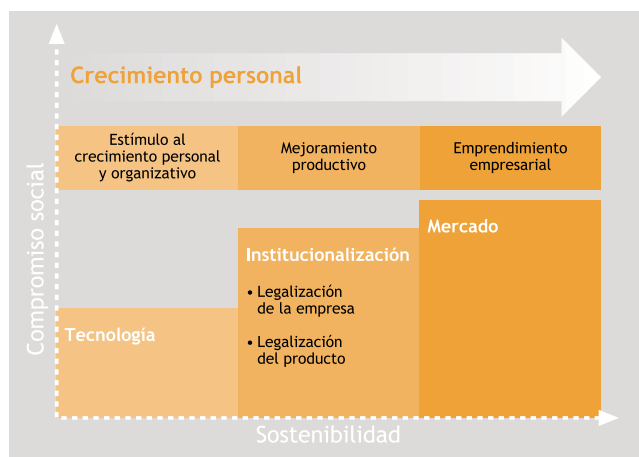 Crecimiento personal
Estímulo al
crecimiento personal
y organizativo
Mejoramiento
productivo
Emprendimiento
empresarial
Compromiso social
Tecnología
Institucionalización
• Legalización
de la empresa
• Legalización
del producto
Mercado
Sostenibilidad